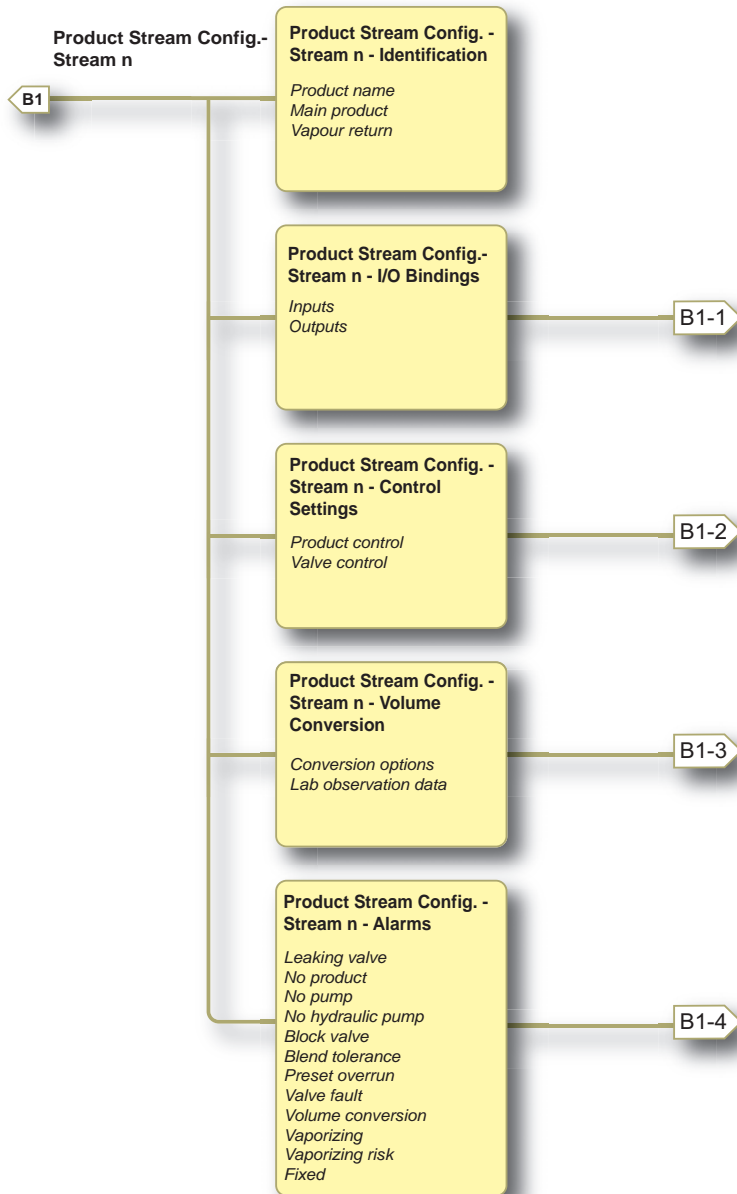 Product Stream Config.-
Stream n
B1
Product Stream Config. -
Stream n - Identification
Product name
Main product
Vapour return
Product Stream Config.-
Stream n - I/O Bindings
Inputs
Outputs
B1-1
Product Stream Config. -
Stream n - Control
Settings
Product control
Valve control
B1-2
Product Stream Config. -
Stream n - Volume
Conversion
Conversion options
Lab observation data
B1-3
Product Stream Config. -
Stream n - Alarms
Leaking valve
No product
No pump
No hydraulic pump
Block valve
Blend tolerance
Preset overrun
Valve fault
Volume conversion
Vaporizing
Vaporizing risk
Fixed
B1-4